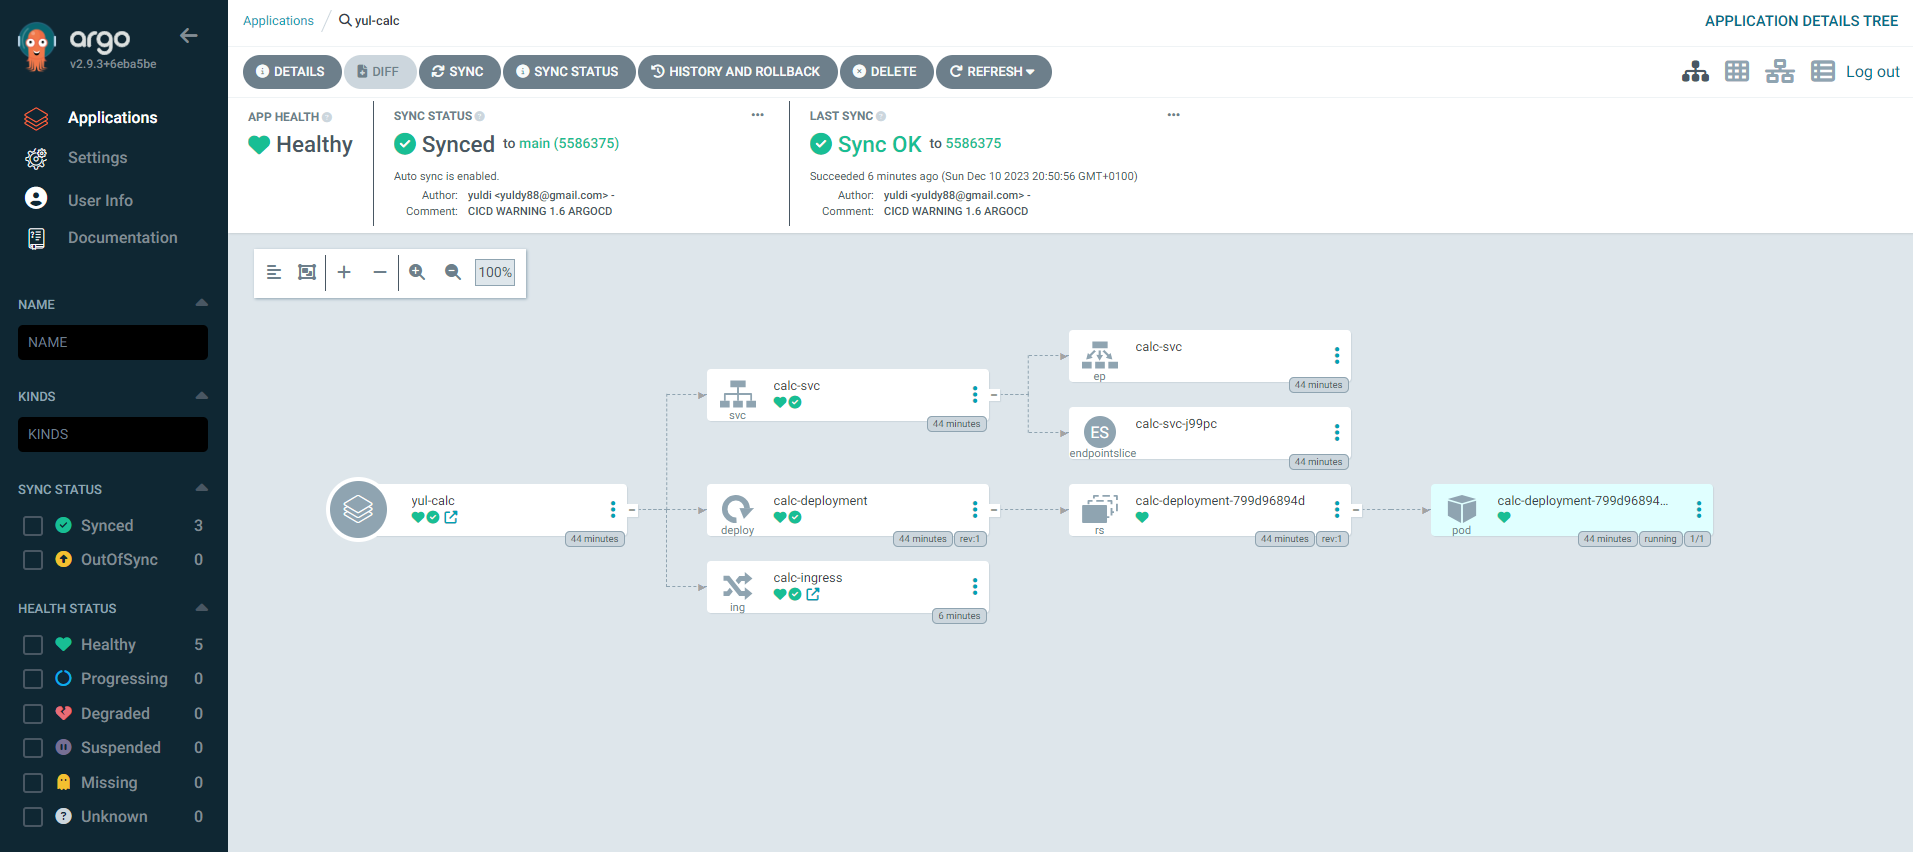 argo
v2.9.3+6eba5be
Applications
Settings
User Info
Documentation
NAME
NAME
KINDS
KINDS
SYNC STATUS
Synced 3
OutOfSync 0
HEALTH STATUS
Healthy 5
Progressing 0
Degraded 0
Suspended 0
Missing 0
Unknown 0
Applications / yul-calc
APPLICATION DETAILS TREE
DETAILS DIFF SYNC SYNC STATUS HISTORY AND ROLLBACK DELETE REFRESH
Log out
APP HEALTH
Healthy
SYNC STATUS
Synced to main (5586375)
Auto sync is enabled.
Author: yuldi <yuldy88@gmail.com> -
Comment: CICD WARNING 1.6 ARGOCD
LAST SYNC
Sync OK to 5586375
Succeeded 6 minutes ago (Sun Dec 10 2023 20:50:56 GMT+0100)
Author: yuldi <yuldy88@gmail.com> -
Comment: CICD WARNING 1.6 ARGOCD
100%
yul-calc
44 minutes
calc-svc
svc
44 minutes
calc-deployment
deploy
44 minutes rev:1
calc-ingress
ing
6 minutes
calc-svc
ep
44 minutes
ES
calc-svc-j99pc
endpointslice
44 minutes
calc-deployment-799d96894d
rs
44 minutes rev:1
calc-deployment-799d96894...
pod
44 minutes running 1/1